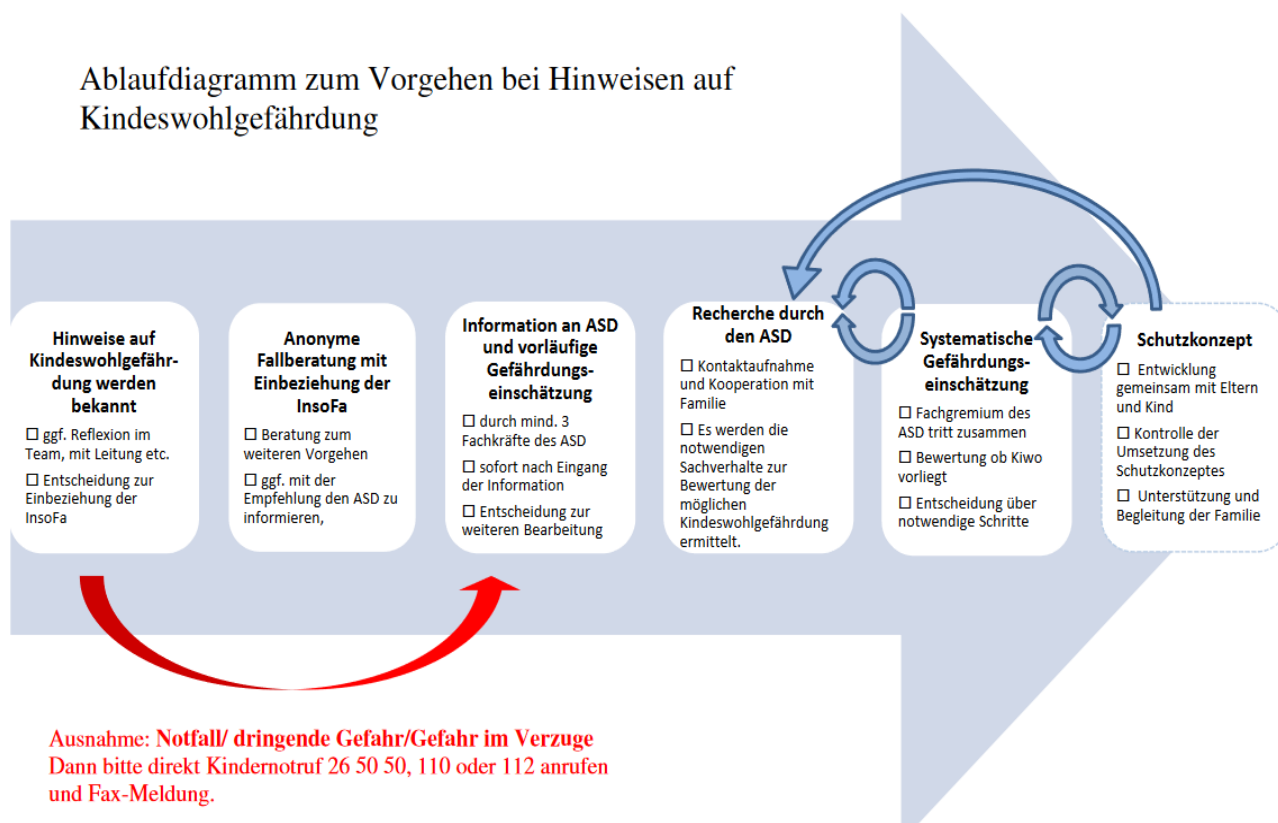 Ablaufdiagramm zum Vorgehen bei Hinweisen auf
Kindeswohlgefährdung
Hinweise auf
Kindeswohlgefähr-
dung werden
bekannt
☐ ggf. Reflexion im
Team, mit Leitung etc.
☐ Entscheidung zur
Einbeziehung der
InsoFa
Anonyme
Fallberatung mit
Einbeziehung der
InsoFa
☐ Beratung zum
weiteren Vorgehen
☐ ggf. mit der
Empfehlung den ASD zu
informieren,
Information an ASD
und vorläufige
Gefährdungs-
einschätzung
☐ durch mind. 3
Fachkräfte des ASD
☐ sofort nach Eingang
der Information
☐ Entscheidung zur
weiteren Bearbeitung
Recherche durch
den ASD
☐ Kontaktaufnahme
und Kooperation mit
Familie
☐ Es werden die
notwendigen
Sachverhalte zur
Bewertung der
möglichen
Kindeswohlgefährdung
ermittelt.
Systematische
Gefährdungs-
einschätzung
☐ Fachgremium des
ASD tritt zusammen
☐ Bewertung ob Kiwo
vorliegt
☐ Entscheidung über
notwendige Schritte
Schutzkonzept
☐ Entwicklung
gemeinsam mit Eltern
und Kind
☐ Kontrolle der
Umsetzung des
Schutzkonzeptes
☐ Unterstützung und
Begleitung der Familie
Ausnahme: Notfall/ dringende Gefahr/Gefahr im Verzuge
Dann bitte direkt Kindernotruf 26 50 50, 110 oder 112 anrufen
und Fax-Meldung.